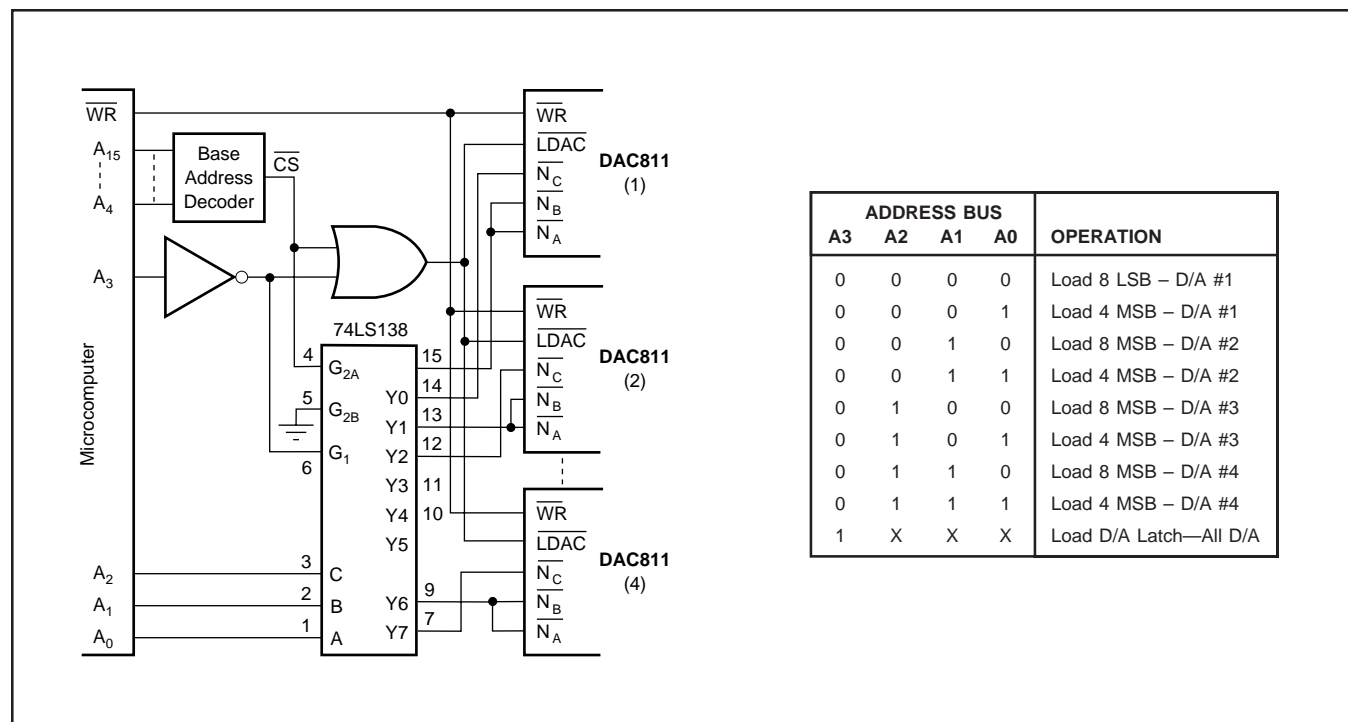 WR
A15
A4
A3
Microcomputer
A2
A1
A0
Base
Address
Decoder
CS
74LS138
4
5
6
3
2
1
G2A
G2B
G1
C
B
A
Y0
Y1
Y2
Y3
Y4
Y5
Y6
Y7
15
14
13
12
11
10
9
7
WR
LDAC
NC
NB
NA
DAC811
(1)
WR
LDAC
NC
NB
NA
DAC811
(2)
WR
LDAC
NC
NB
NA
DAC811
(4)
ADDRESS BUS
A3 A2 A1 A0 OPERATION
0 0 0 0 Load 8 LSB – D/A #1
0 0 0 1 Load 4 MSB – D/A #1
0 0 1 0 Load 8 MSB – D/A #2
0 0 1 1 Load 4 MSB – D/A #2
0 1 0 0 Load 8 MSB – D/A #3
0 1 0 1 Load 4 MSB – D/A #3
0 1 1 0 Load 8 MSB – D/A #4
0 1 1 1 Load 4 MSB – D/A #4
1 X X X Load D/A Latch—All D/A